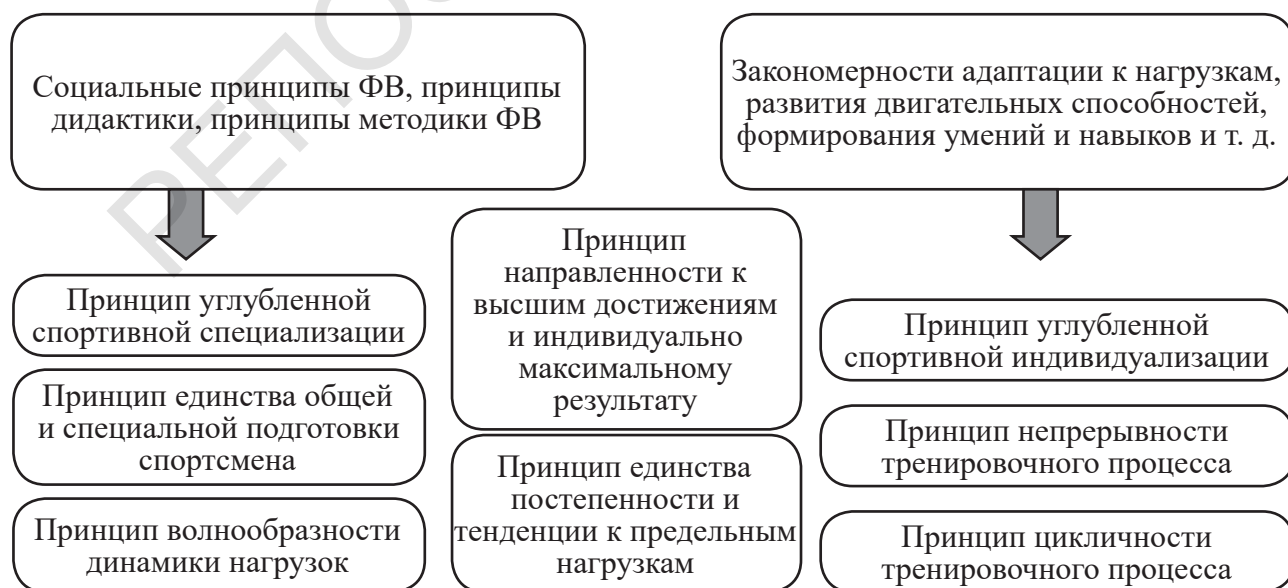 Социальные принципы ФВ, принципы
дидактики, принципы методики ФВ
Закономерности адаптации к нагрузкам,
развития двигательных способностей,
формирования умений и навыков и т. д.
Принцип углубленной
спортивной специализации
Принцип единства общей
и специальной подготовки
спортсмена
Принцип волнообразности
динамики нагрузок
Принцип
направленности к
высшим достижениям
и индивидуально
максимальному
результату
Принцип единства
постепенности и
тенденции к предельным
нагрузкам
Принцип углубленной
спортивной индивидуализации
Принцип непрерывности
тренировочного процесса
Принцип цикличности
тренировочного процесса